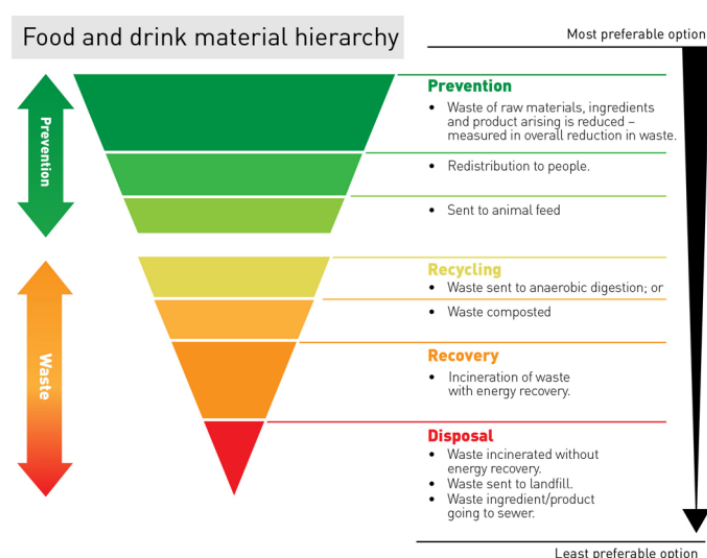 Food and drink material hierarchy
Most preferable option
Prevention
Prevention
• Waste of raw materials, ingredients
and product arising is reduced –
measured in overall reduction in waste.
• Redistribution to people.
• Sent to animal feed
Waste
Recycling
• Waste sent to anaerobic digestion; or
• Waste composted
Recovery
• Incineration of waste
with energy recovery.
Disposal
• Waste incinerated without
energy recovery.
• Waste sent to landfill.
• Waste ingredient/product
going to sewer.
Least preferable option